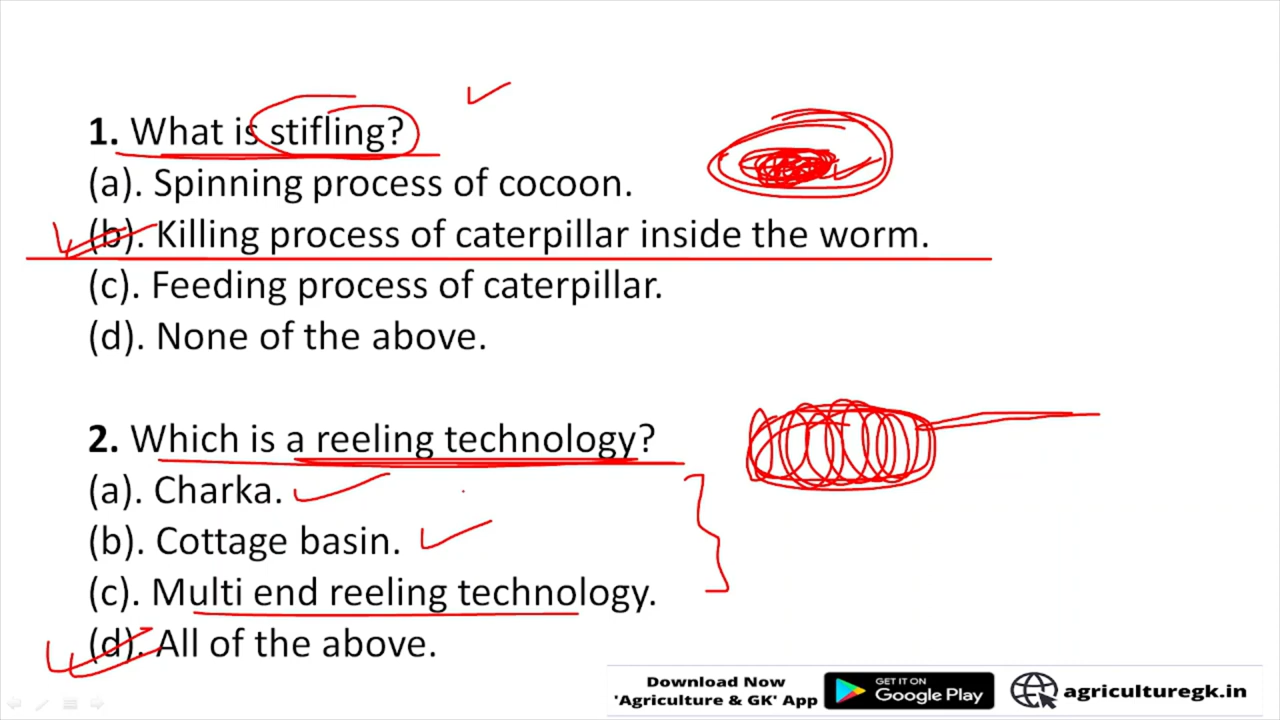 1. What is stifling?
(a). Spinning process of cocoon.
(b). Killing process of caterpillar inside the worm.
(c). Feeding process of caterpillar.
(d). None of the above.
2. Which is a reeling technology?
(a). Charka.
(b). Cottage basin.
(c). Multi end reeling technology.
(d). All of the above.
Download Now
'Agriculture & GK' App
GET IT ON
Google Play
agriculturegk.in